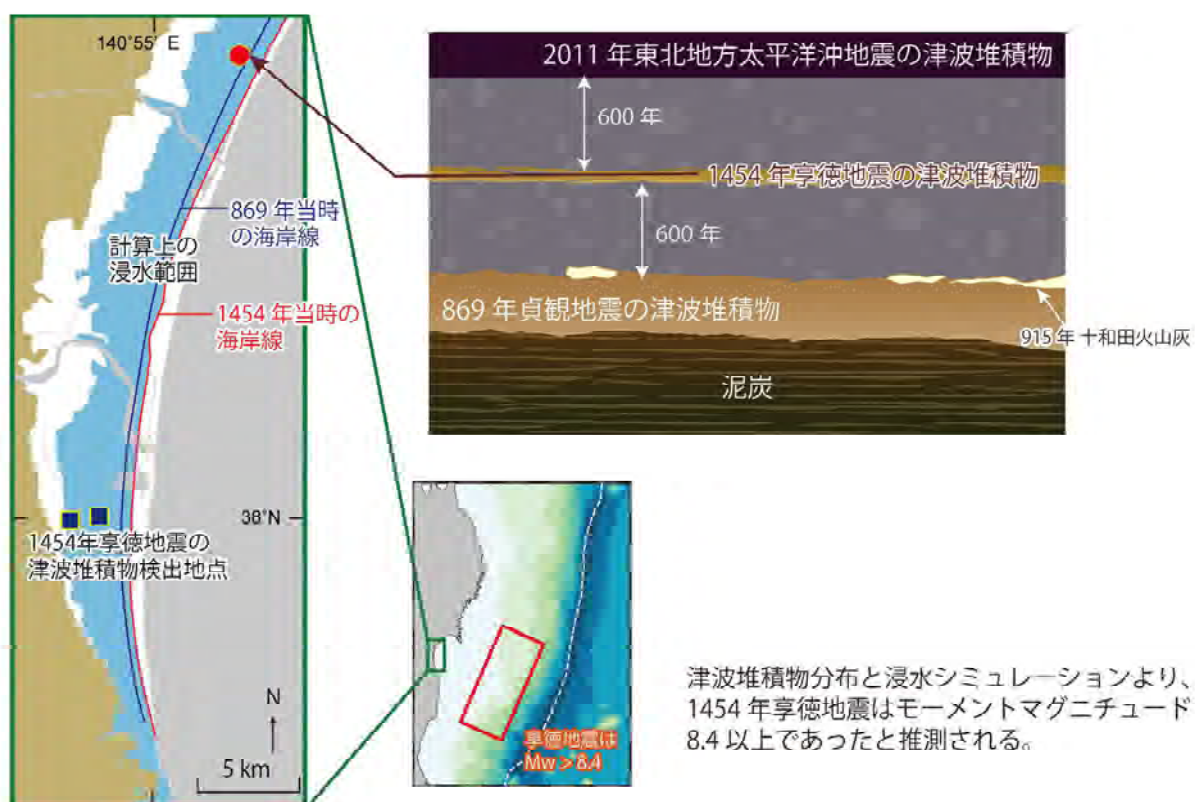 140°55′ E
869 年当時
の海岸線
計算上の
浸水範囲
1454 年当時の
海岸線
38°N
1454年享徳地震の
津波堆積物検出地点
N
5 km
2011 年東北地方太平洋沖地震の津波堆積物
600 年
1454 年享徳地震の津波堆積物
600 年
869 年貞観地震の津波堆積物
915 年 十和田火山灰
泥炭
享徳地震は
Mw > 8.4
津波堆積物分布と浸水シミュレーションより、
1454 年享徳地震はモーメントマグニチュード
8.4 以上であったと推測される。